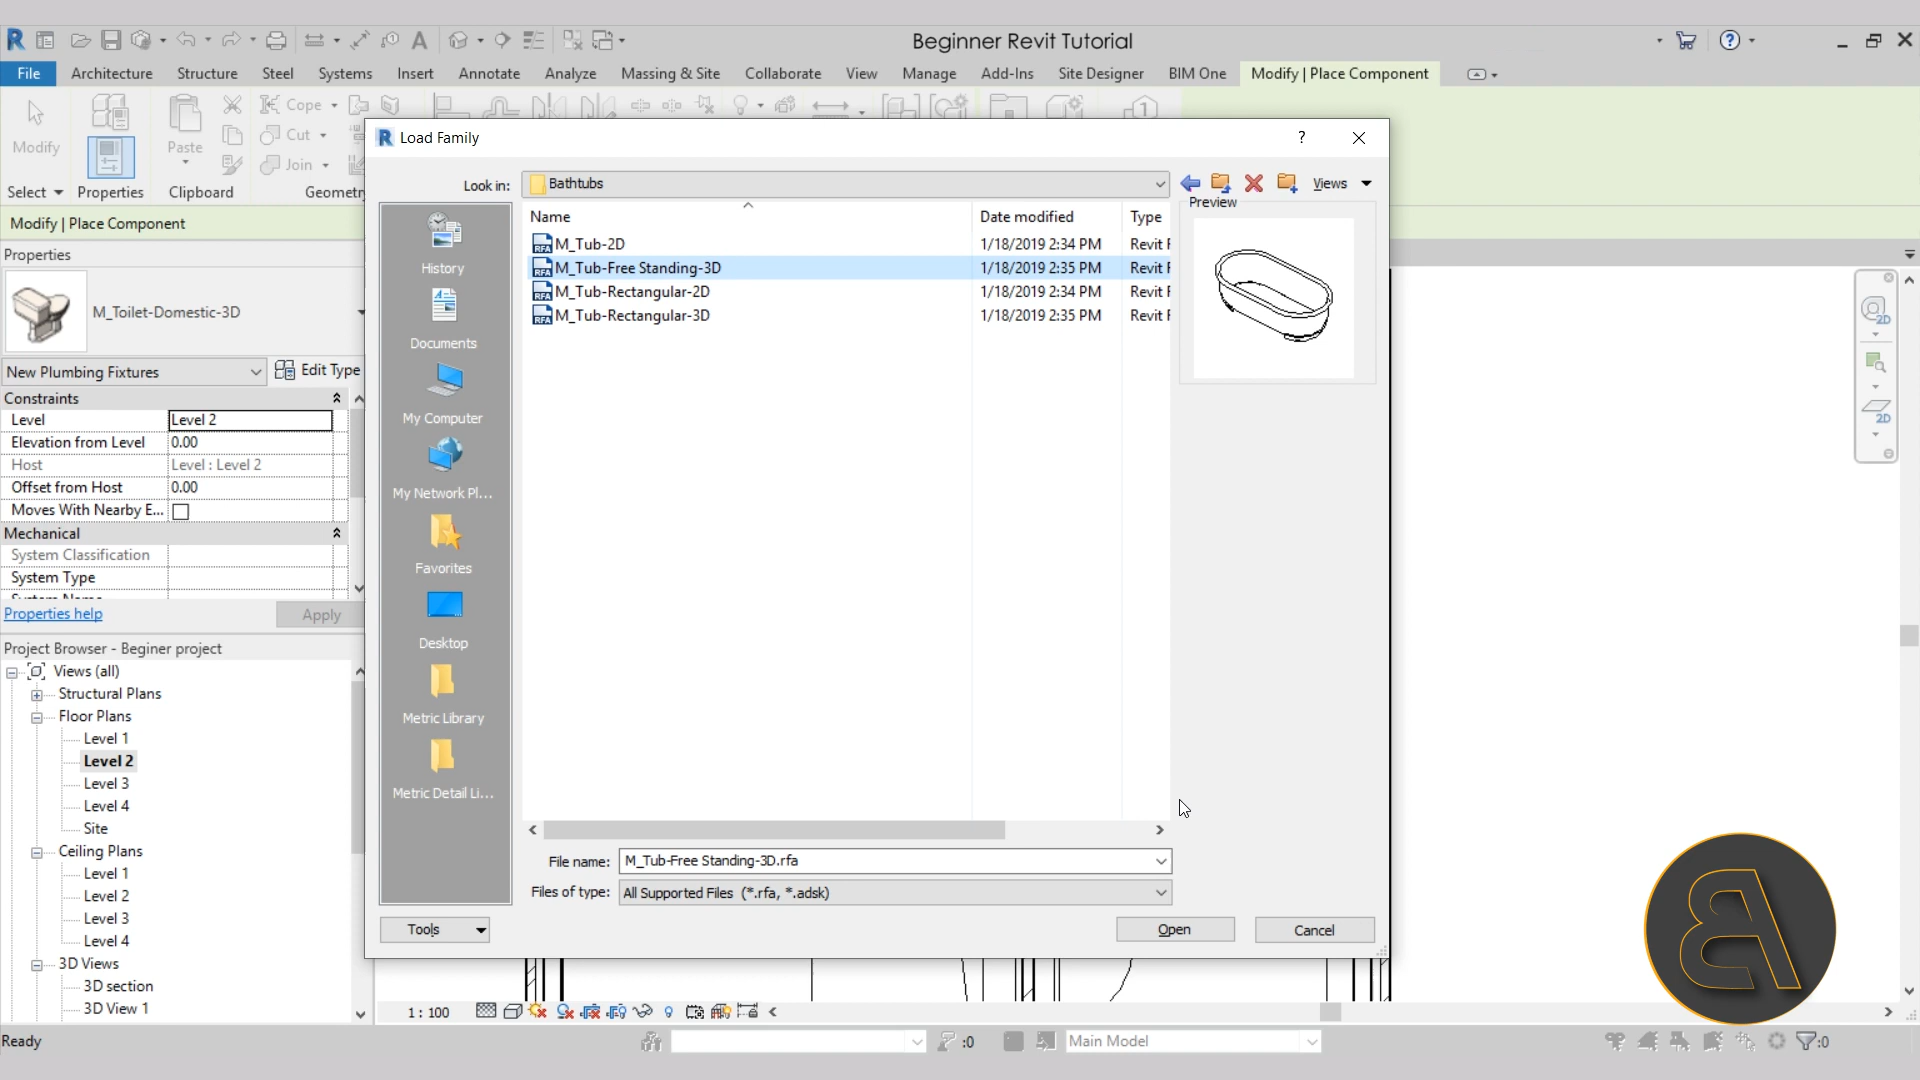 Beginner Revit Tutorial
File Architecture Structure Steel Systems Insert Annotate Analyze Massing & Site Collaborate View Manage Add-Ins Site Designer BIM One Modify | Place Component
Modify
Paste
Cope
Cut
Join
Select Properties Clipboard Geometry
Modify | Place Component
Load Family
Look in: Bathtubs
Views
Preview
Name Date modified Type
M_Tub-2D 1/18/2019 2:34 PM Revit F
M_Tub-Free Standing-3D 1/18/2019 2:35 PM Revit F
M_Tub-Rectangular-2D 1/18/2019 2:34 PM Revit F
M_Tub-Rectangular-3D 1/18/2019 2:35 PM Revit F
History
Documents
My Computer
My Network Pl...
Favorites
Desktop
Metric Library
Metric Detail Li...
File name: M_Tub-Free Standing-3D.rfa
Files of type: All Supported Files (*.rfa, *.adsk)
Tools
Open
Cancel
Properties
M_Toilet-Domestic-3D
New Plumbing Fixtures Edit Type
Constraints
Level Level 2
Elevation from Level 0.00
Host Level : Level 2
Offset from Host 0.00
Moves With Nearby E...
Mechanical
System Classification
System Type
Properties help
Apply
Project Browser - Beginer project
Views (all)
Structural Plans
Floor Plans
Level 1
Level 2
Level 3
Level 4
Site
Ceiling Plans
Level 1
Level 2
Level 3
Level 4
3D Views
3D section
3D View 1
2D
2D
1 : 100
Ready
:0
Main Model
:0